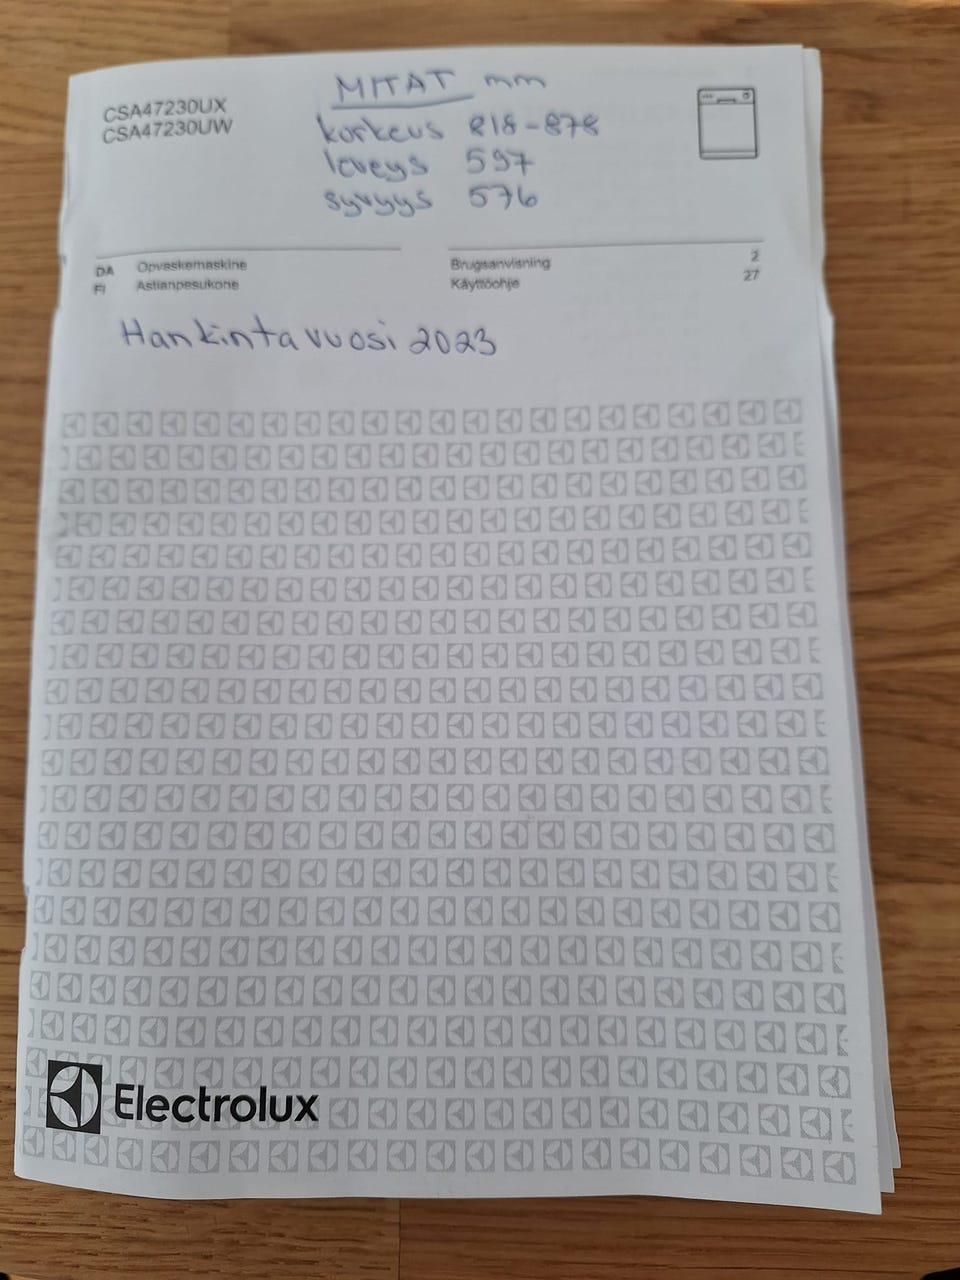 CSA47230UX
CSA47230UW
MITAT mm
korkeus 818-878
leveys 597
syvyys 576
DA Opvaskemaskine Brugsanvisning 2
FI Astianpesukone Käyttöohje 27
Hankintavuosi 2023
Electrolux